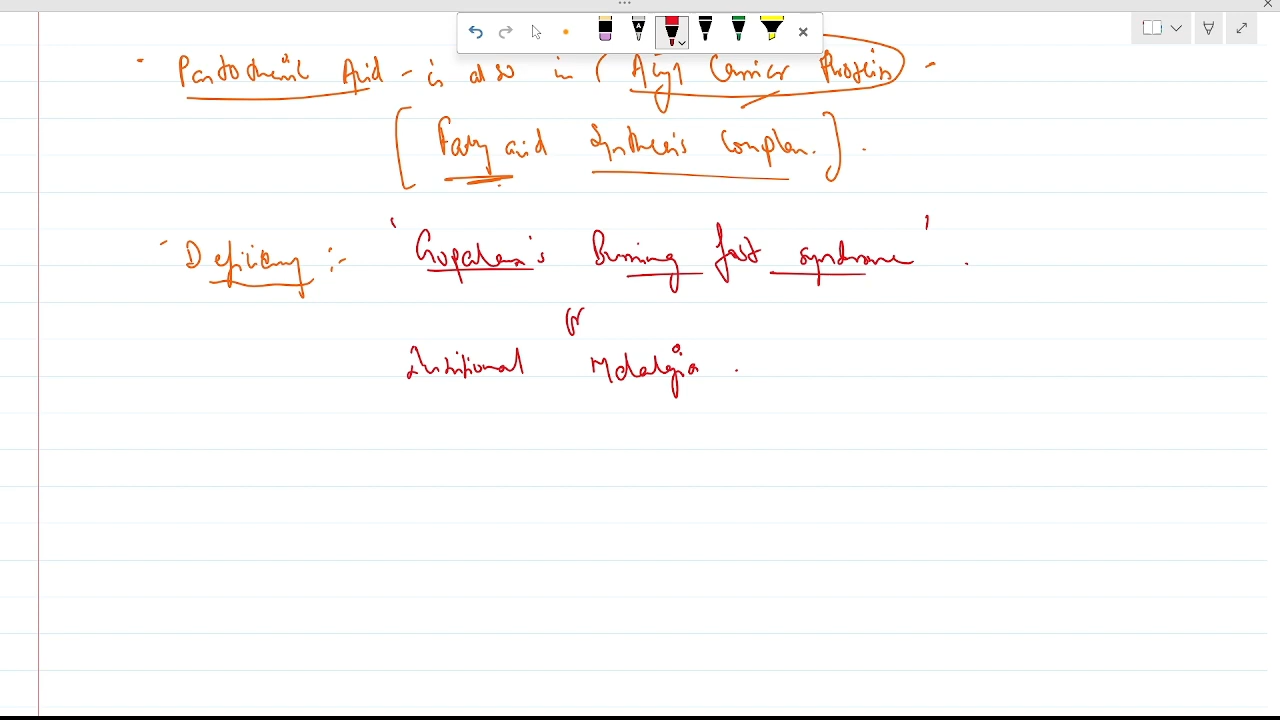 Pantothenic Acid - is also in (Acyl Carrier Protein) -
[Fatty acid Synthesis Complex.].
Deficiency :- 'Gopalan's Burning foot syndrome'.
or
Nutritional Melalgia.